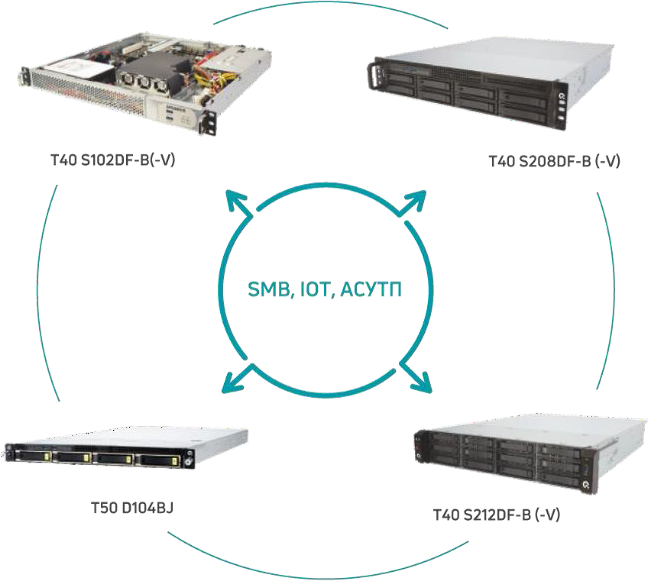 T40 S102DF-B(-V)
T40 S208DF-B (-V)
SMB, IOT, АСУТП
T50 D104BJ
T40 S212DF-B (-V)